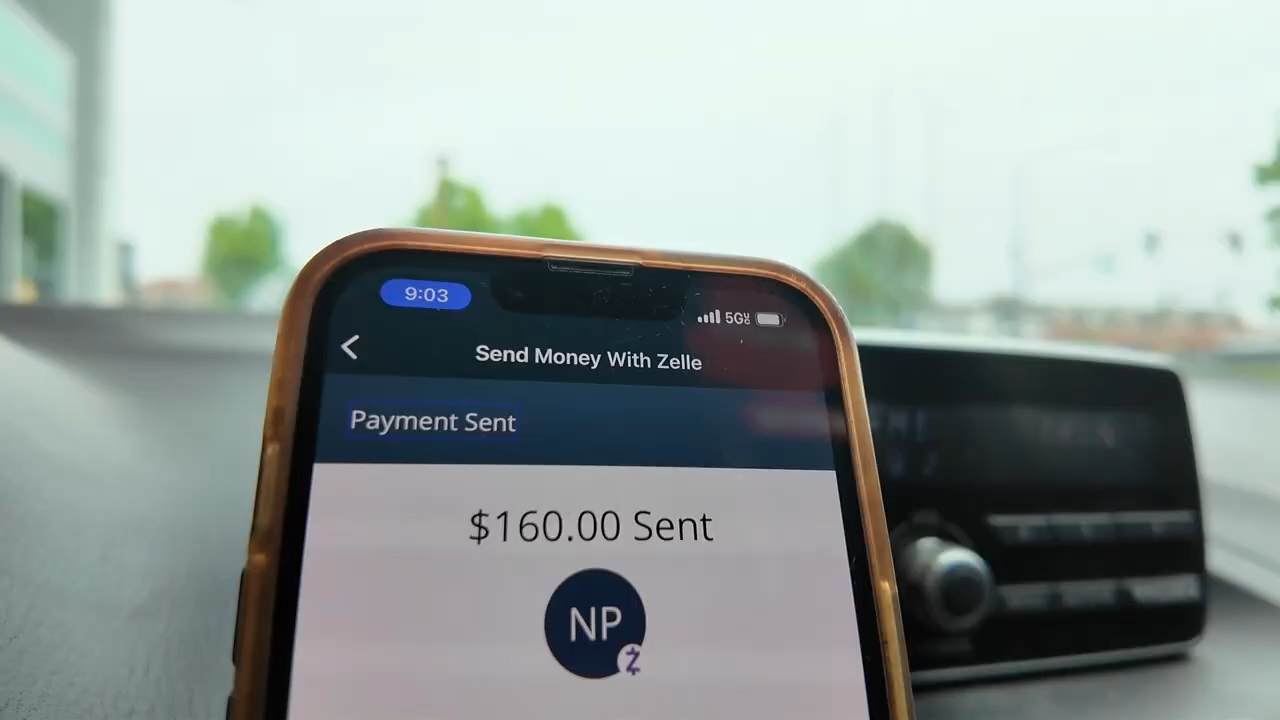 9:03
5G
Send Money With Zelle
Payment Sent
$160.00 Sent
NP